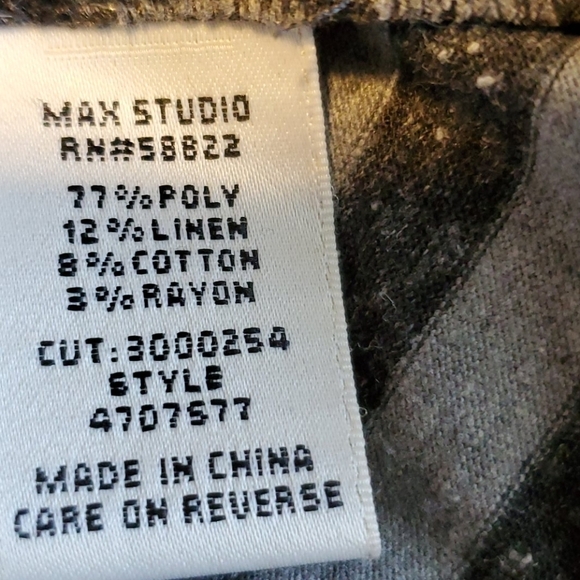 MAX STUDIO
RN#58822
77%POLY
12%LINEN
8%COTTON
3%RAYON
CUT:3000254
STYLE
4707577
MADE IN CHINA
CARE ON REVERSE